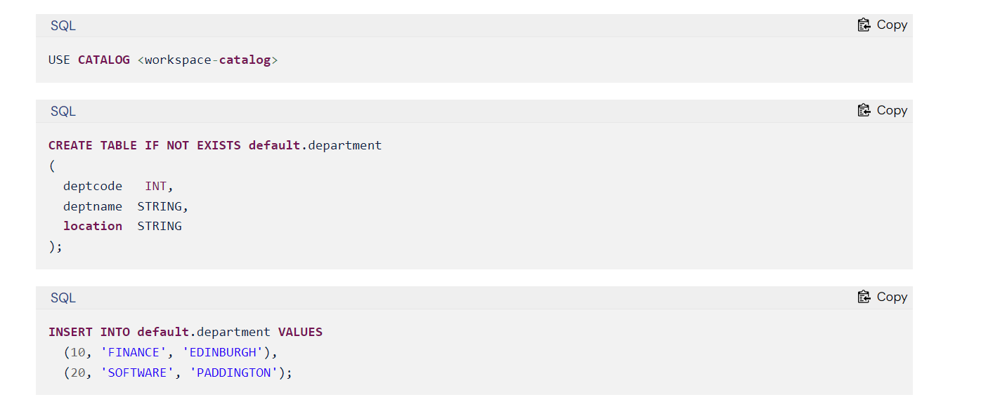 SQL
Copy
USE CATALOG <workspace-catalog>
SQL
Copy
CREATE TABLE IF NOT EXISTS default.department
(
  deptcode   INT,
  deptname  STRING,
  location  STRING
);
SQL
Copy
INSERT INTO default.department VALUES
  (10, 'FINANCE', 'EDINBURGH'),
  (20, 'SOFTWARE', 'PADDINGTON');